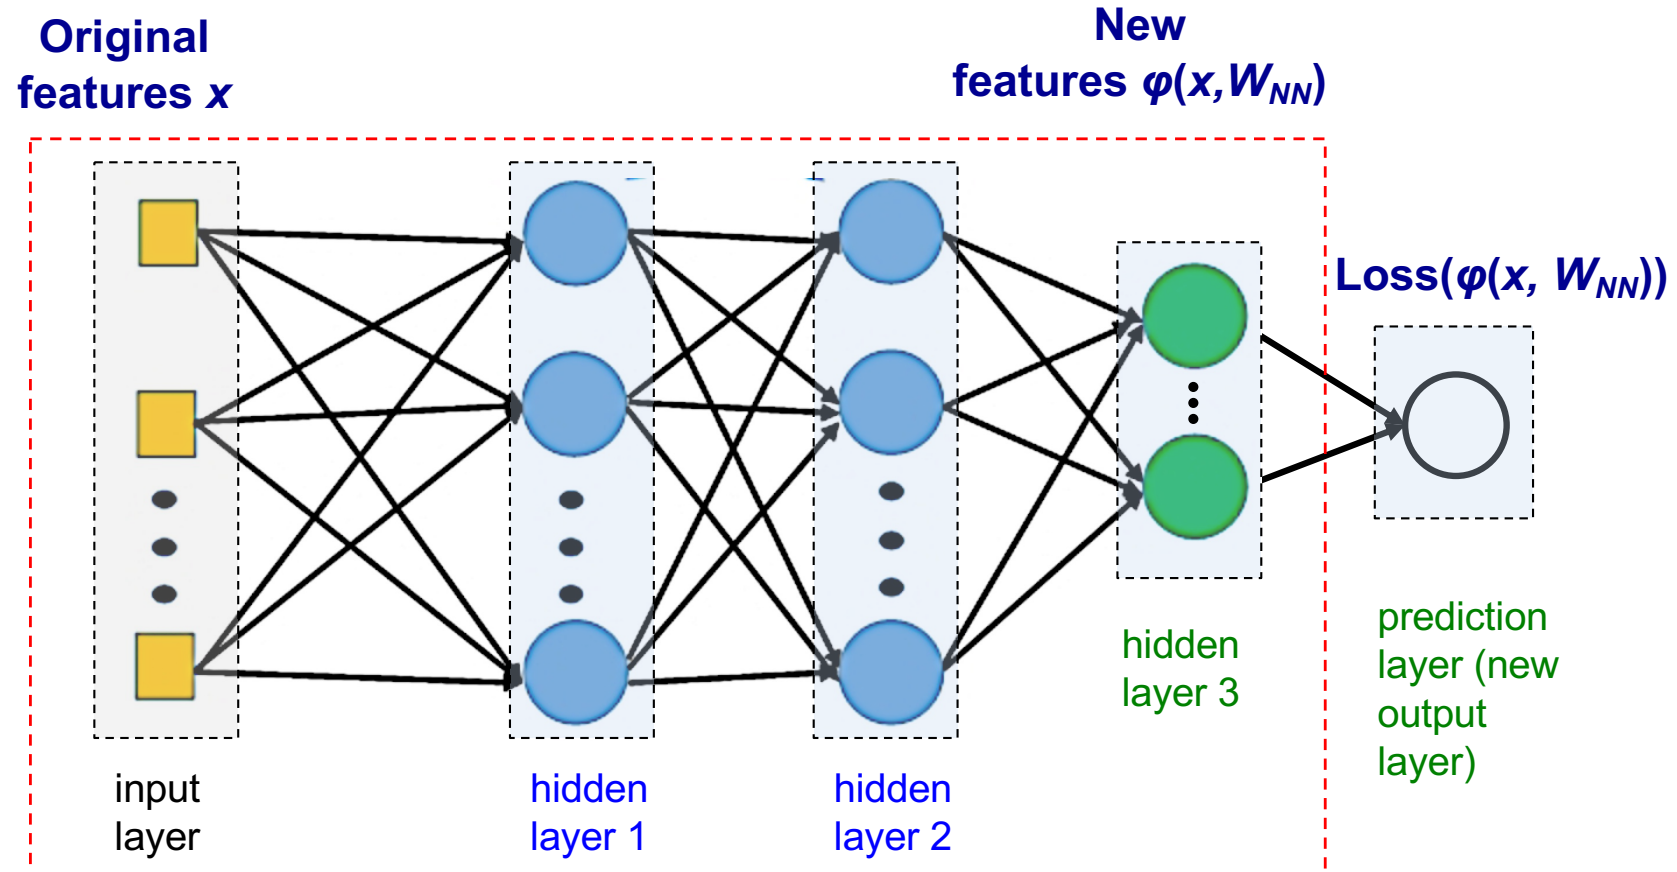 Original
features x
New
features φ(x,W_NN)
Loss(φ(x, W_NN))
input
layer
hidden
layer 1
hidden
layer 2
hidden
layer 3
prediction
layer (new
output
layer)